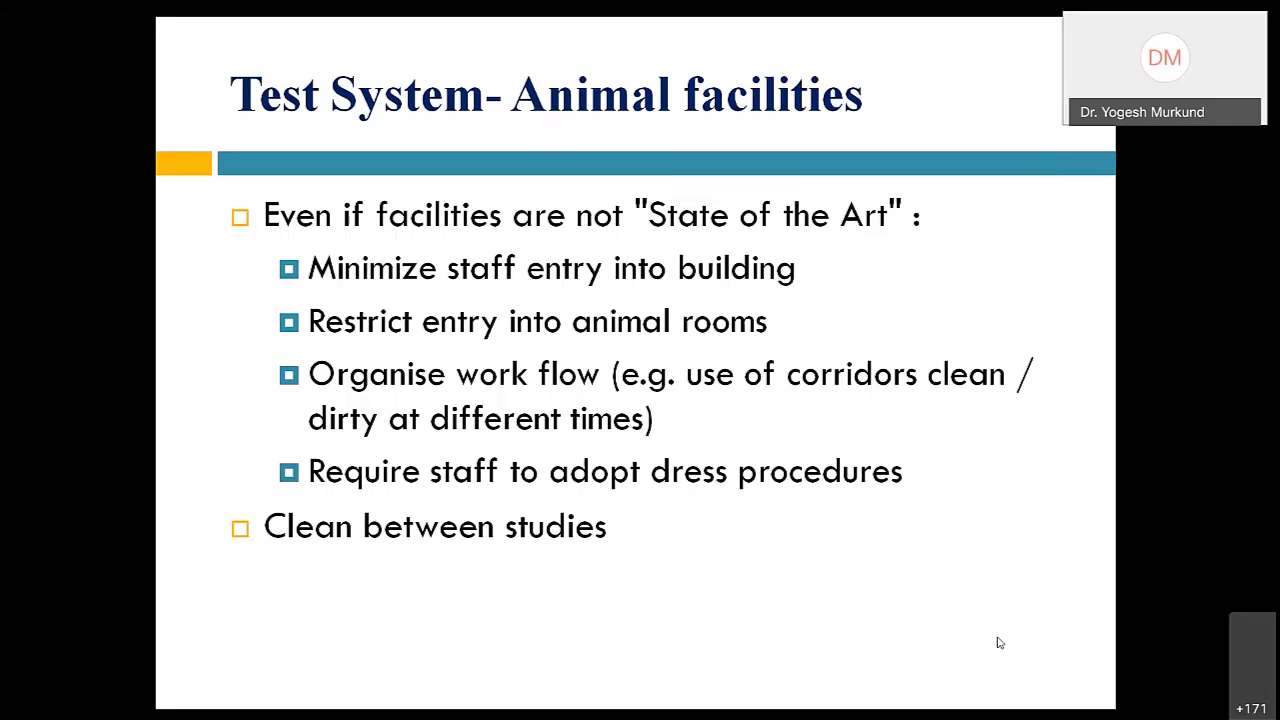 Test System- Animal facilities
DM
Dr. Yogesh Murkund
Even if facilities are not "State of the Art" :
Minimize staff entry into building
Restrict entry into animal rooms
Organise work flow (e.g. use of corridors clean /
dirty at different times)
Require staff to adopt dress procedures
Clean between studies
+171